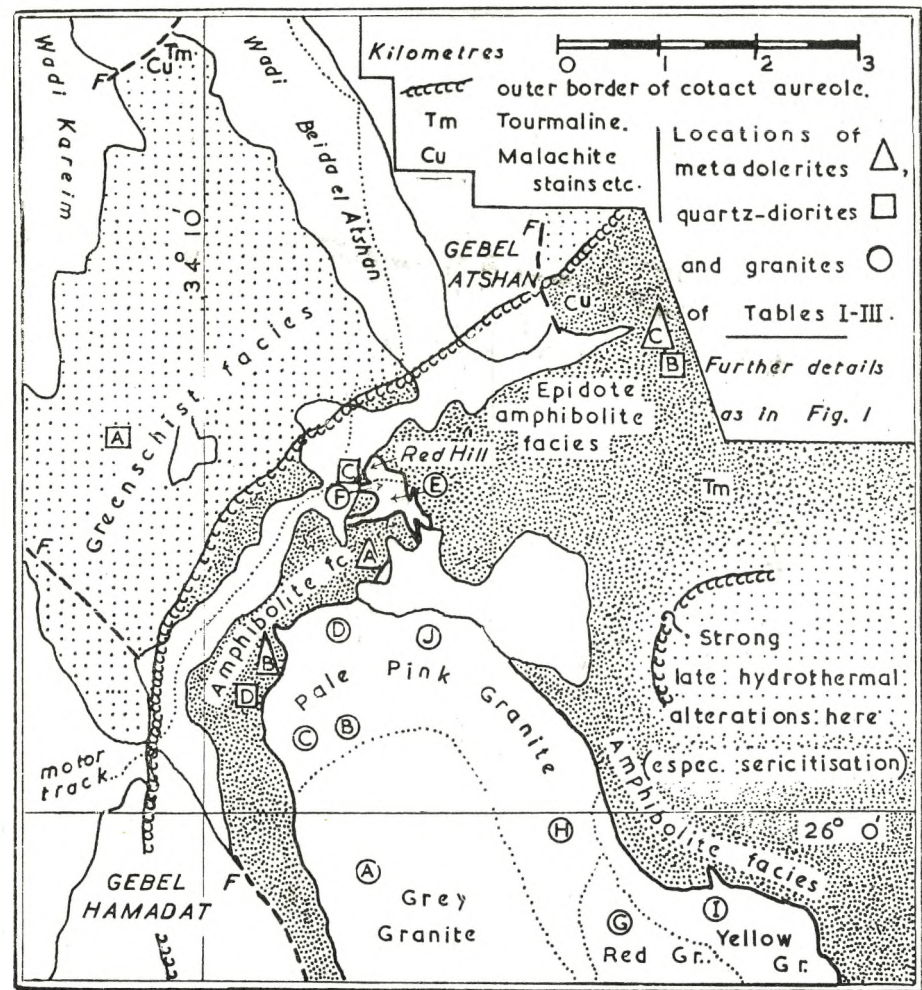 Kilometres
0 1 2 3
outer border of cotact aureole.
Tm Tourmaline.
Cu Malachite
stains etc.
Locations of
metadolerites △,
quartz-diorites □
and granites ○
of Tables I-III.
Further details
as in Fig. 1
Wadi Kareim
F
Cu
Tm
Wadi
Beida el Atshan
34° 10'
F
GEBEL
ATSHAN
Cu
C
B
Greenschist facies
Epidote
amphibolite
facies
A
Red Hill
C
F
E
Tm
F
A
Amphibolite fc.
D
J
B
D
Pale Pink Granite
C
B
Strong
late hydrothermal
alterations here
(espec. sericitisation)
motor
track
Amphibolite facies
26° 0'
H
GEBEL
HAMADAT
F
A
Grey
Granite
G
Red Gr.
I
Yellow
Gr.